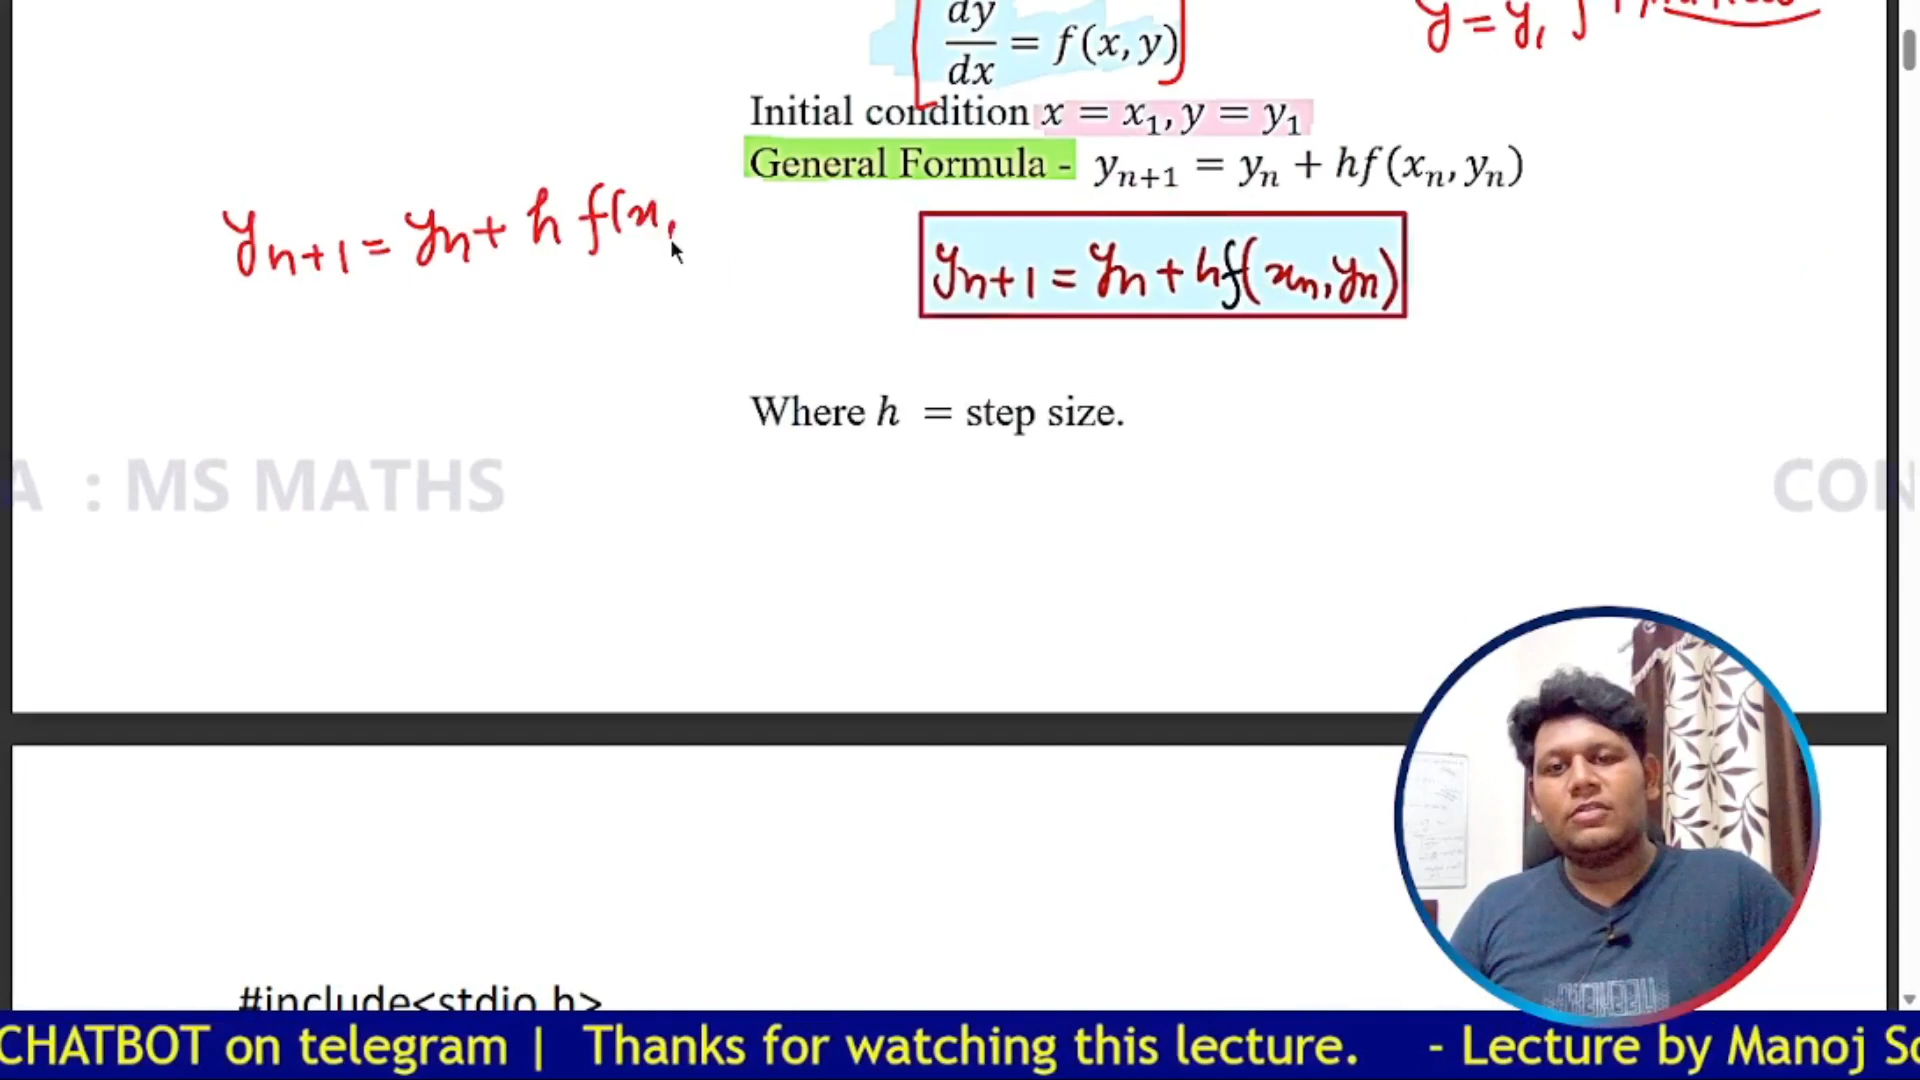 dy/dx = f(x, y)
y = y₁
Initial condition x = x₁, y = y₁
General Formula - yₙ₊₁ = yₙ + hf(xₙ, yₙ)
yₙ₊₁ = yₙ + h f(x,
yₙ₊₁ = yₙ + hf(xₙ, yₙ)
Where h = step size.
A : MS MATHS
CON
#include<stdio.h>
CHATBOT on telegram | Thanks for watching this lecture. - Lecture by Manoj